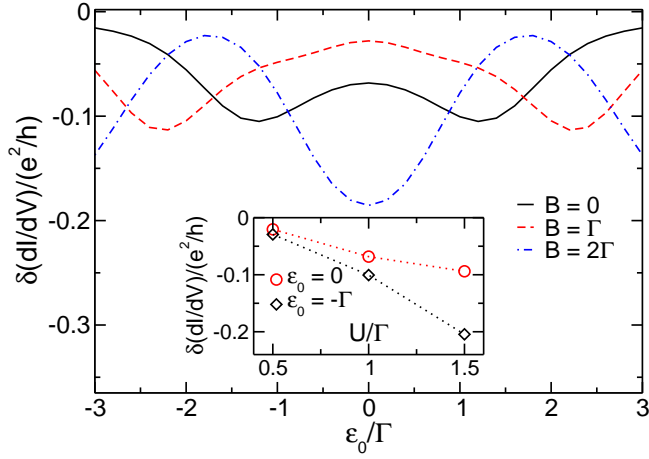 0
-0.1
-0.2
-0.3
δ(dI/dV)/(e²/h)
B = 0
B = Γ
B = 2Γ
0
-0.1
-0.2
δ(dI/dV)/(e²/h)
ε₀ = 0
ε₀ = -Γ
U/Γ
0.5 1 1.5
-3 -2 -1 0 1 2 3
ε₀/Γ